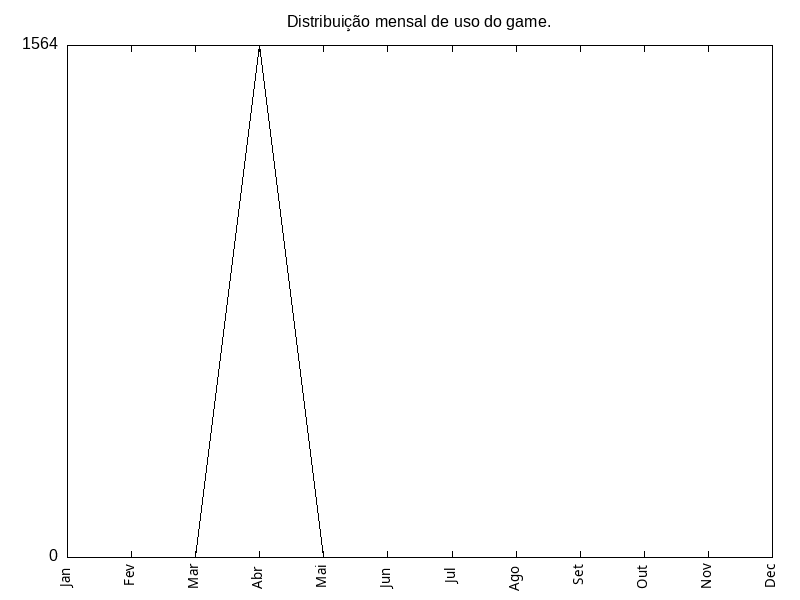 Distribuição mensal de uso do game.
1564
0
Jan
Fev
Mar
Abr
Mai
Jun
Jul
Ago
Set
Out
Nov
Dec